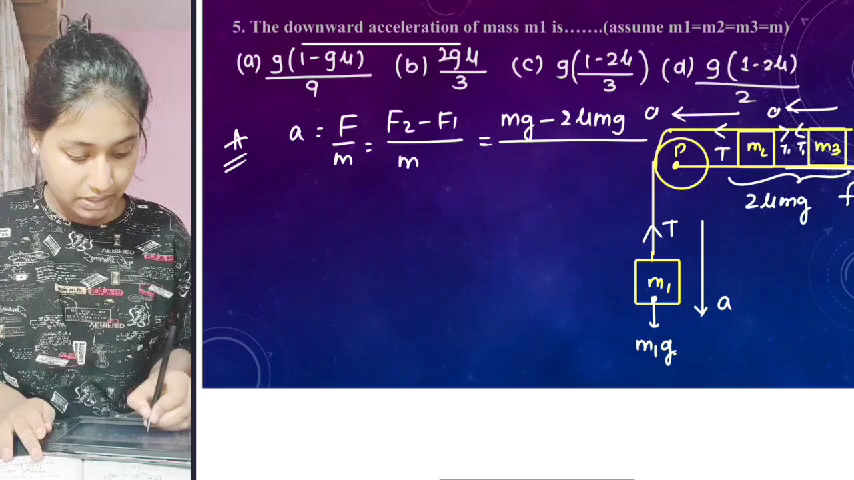 5. The downward acceleration of mass m1 is.......(assume m1=m2=m3=m)
(a) g(1-gμ)/9 (b) 2gμ/3 (c) g(1-2μ/3) (d) g(1-2μ)/2
* a = F/m = F2-F1/m = mg-2μmg
a a
P T m2 T1 T1 m3
2μmg f
T
m1 a
m1g